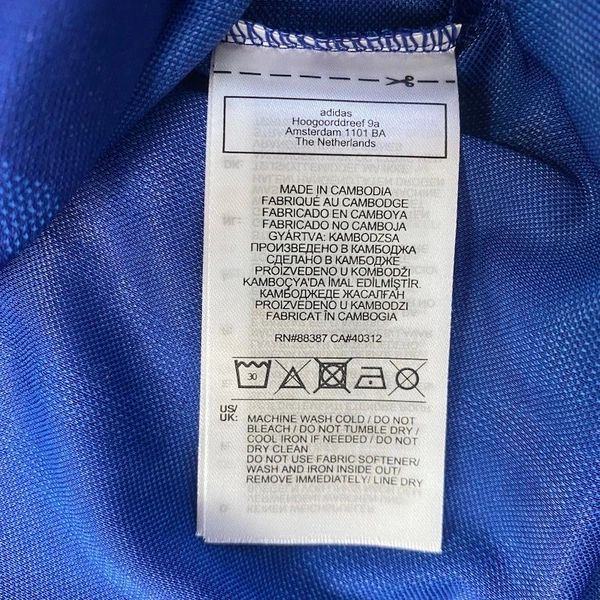 adidas
Hoogoorddreef 9a
Amsterdam 1101 BA
The Netherlands
MADE IN CAMBODIA
FABRIQUÉ AU CAMBODGE
FABRICADO EN CAMBOYA
FABRICADO NO CAMBOJA
GYÁRTVA: KAMBODZSA
ПРОИЗВЕДЕНО В КАМБОДЖА
СДЕЛАНО В КАМБОДЖЕ
PROIZVEDENO U KOMBODŽI
KAMBOÇYA'DA İMAL EDİLMİŞTİR.
КАМБОДЖЕДЕ ЖАСАЛҒАН
PROIZVEDENO U KAMBODŽI
FABRICAT ÎN CAMBOGIA
RN#88387 CA#40312
30
US/
UK: MACHINE WASH COLD / DO NOT
BLEACH / DO NOT TUMBLE DRY /
COOL IRON IF NEEDED / DO NOT
DRY CLEAN
DO NOT USE FABRIC SOFTENER/
WASH AND IRON INSIDE OUT/
REMOVE IMMEDIATELY/ LINE DRY